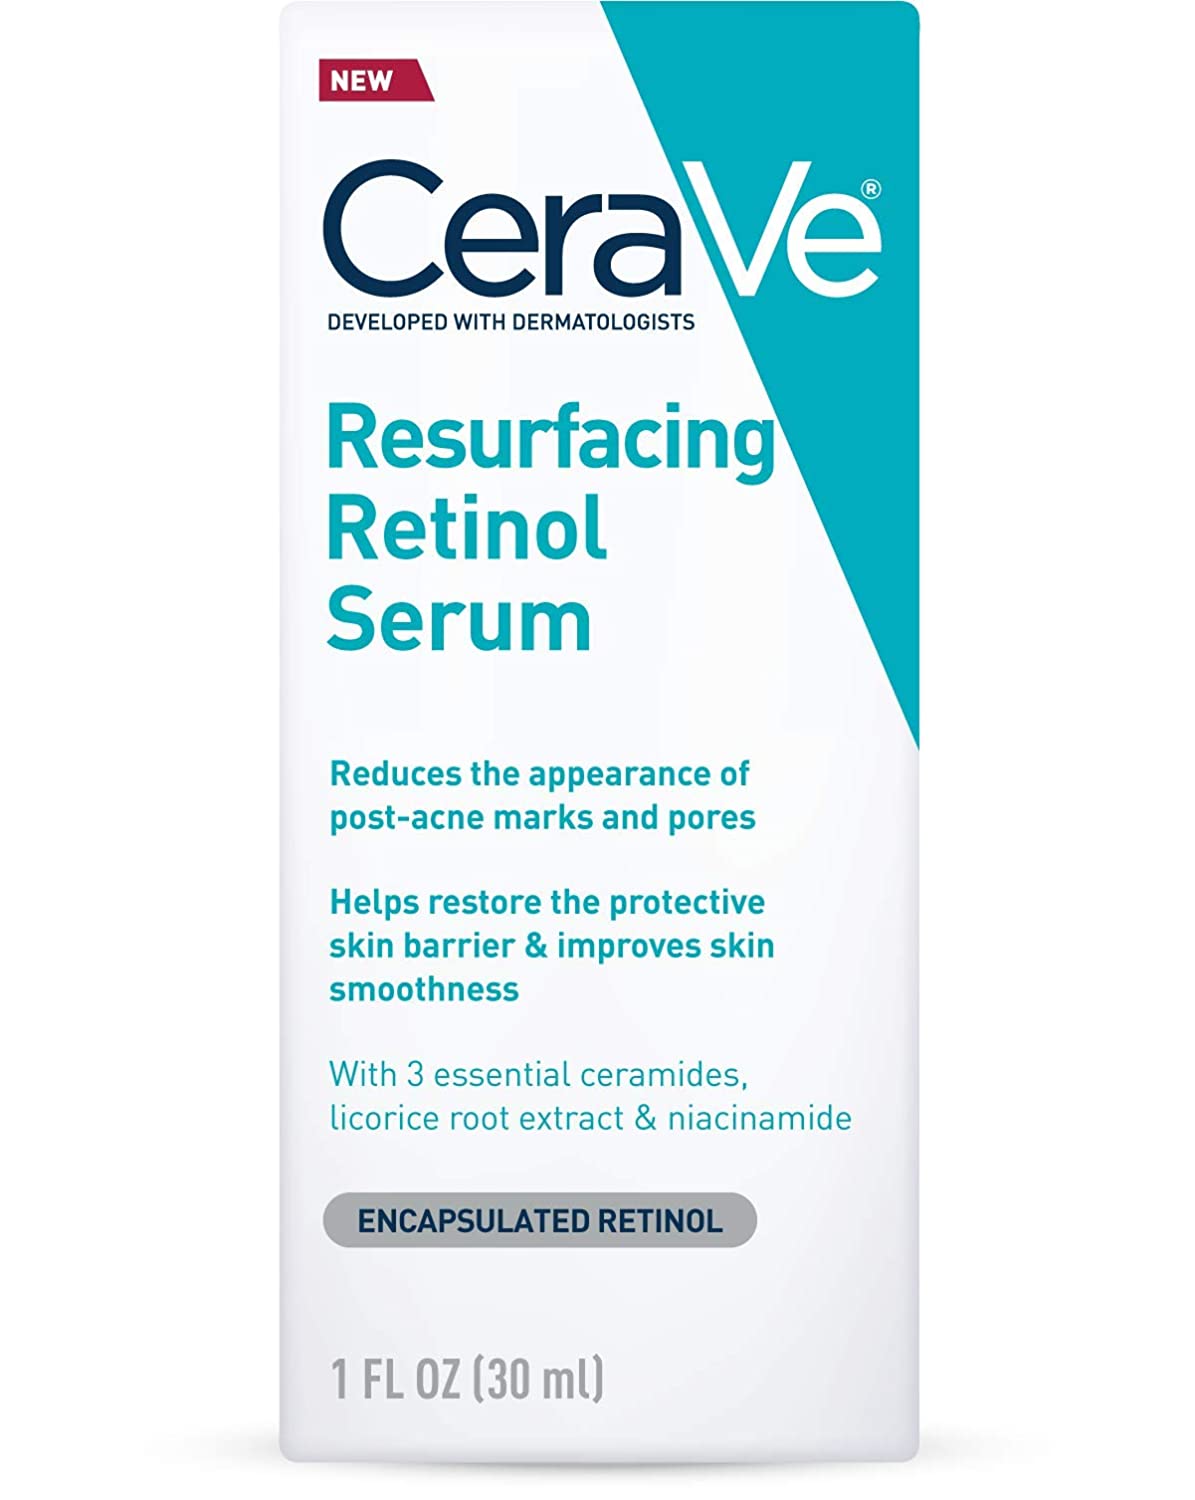 NEW
CeraVe®
DEVELOPED WITH DERMATOLOGISTS
Resurfacing
Retinol
Serum
Reduces the appearance of
post-acne marks and pores
Helps restore the protective
skin barrier & improves skin
smoothness
With 3 essential ceramides,
licorice root extract & niacinamide
ENCAPSULATED RETINOL
1 FL OZ (30 ml)